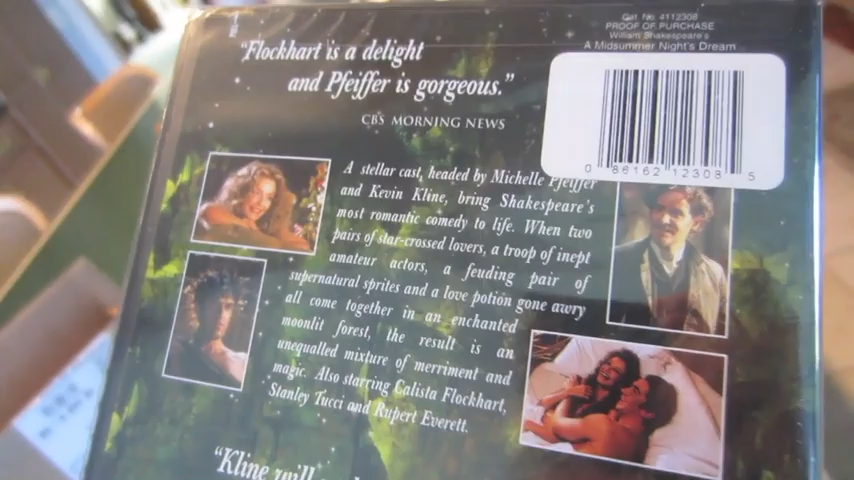 Cat. No. #112308
PROOF OF PURCHASE
William Shakespeare's
A Midsummer Night's Dream
"Flockhart is a delight
and Pfeiffer is gorgeous."
CBS MORNING NEWS
0 86162 12308 5
A stellar cast, headed by Michelle Pfeiffer
and Kevin Kline, bring Shakespeare's
most romantic comedy to life. When two
pairs of star-crossed lovers, a troop of inept
amateur actors, a feuding pair of
supernatural sprites and a love potion gone awry
all come together in an enchanted
moonlit forest, the result is an
unequalled mixture of merriment and
magic. Also starring Calista Flockhart,
Stanley Tucci and Rupert Everett.
"Kline will